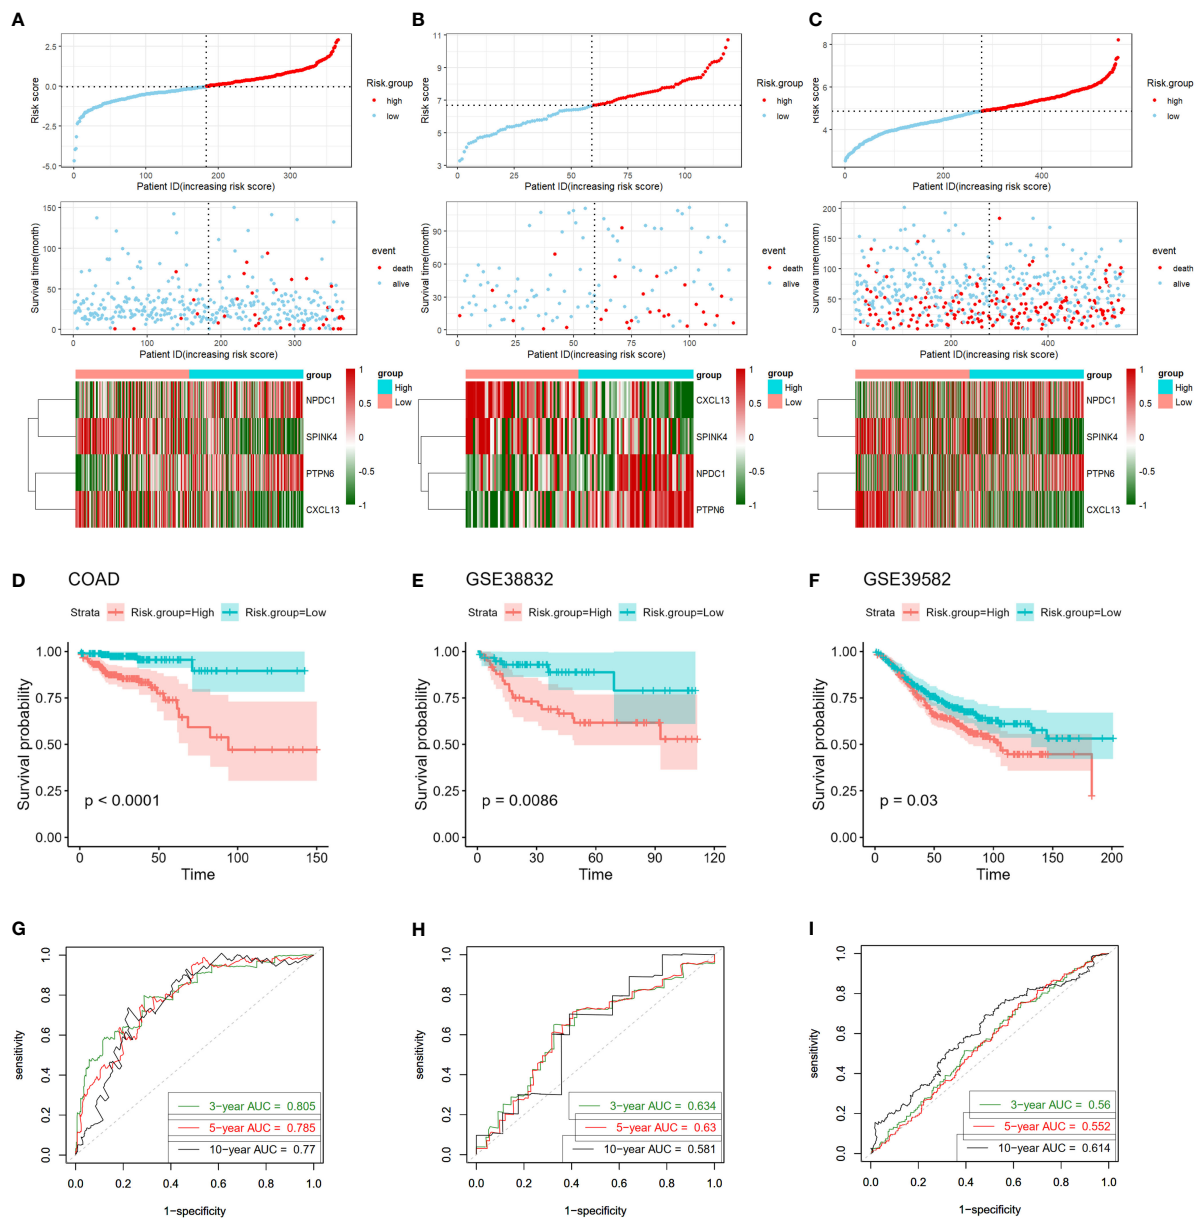 A
B
C
2.5
0.0
-2.5
-5.0
Risk score
0
100
200
300
Patient ID(increasing risk score)
Risk.group
high
low
11
9
7
5
3
Risk score
0
25
50
75
100
Patient ID(increasing risk score)
Risk.group
high
low
8
6
4
Risk score
0
200
400
Patient ID(increasing risk score)
Risk.group
high
low
150
100
50
0
Survival time(month)
0
100
200
300
Patient ID(increasing risk score)
event
death
alive
90
60
30
0
Survival time(month)
0
25
50
75
100
Patient ID(increasing risk score)
event
death
alive
200
150
100
50
0
Survival time(month)
0
200
400
Patient ID(increasing risk score)
event
death
alive
group
NPDC1
SPINK4
PTPN6
CXCL13
1
0.5
0
-0.5
-1
group
High
Low
group
CXCL13
SPINK4
NPDC1
PTPN6
1
0.5
0
-0.5
-1
group
High
Low
group
NPDC1
SPINK4
PTPN6
CXCL13
1
0.5
0
-0.5
-1
group
High
Low
D
COAD
Strata
Risk.group=High
Risk.group=Low
1.00
0.75
0.50
0.25
0.00
Survival probability
p < 0.0001
0
50
100
150
Time
E
GSE38832
Strata
Risk.group=High
Risk.group=Low
1.00
0.75
0.50
0.25
0.00
Survival probability
p = 0.0086
0
30
60
90
120
Time
F
GSE39582
Strata
Risk.group=High
Risk.group=Low
1.00
0.75
0.50
0.25
0.00
Survival probability
p = 0.03
0
50
100
150
200
Time
G
1.0
0.8
0.6
0.4
0.2
0.0
sensitivity
3-year AUC = 0.805
5-year AUC = 0.785
10-year AUC = 0.77
0.0
0.2
0.4
0.6
0.8
1.0
1-specificity
H
1.0
0.8
0.6
0.4
0.2
0.0
sensitivity
3-year AUC = 0.634
5-year AUC = 0.63
10-year AUC = 0.581
0.0
0.2
0.4
0.6
0.8
1.0
1-specificity
I
1.0
0.8
0.6
0.4
0.2
0.0
sensitivity
3-year AUC = 0.56
5-year AUC = 0.552
10-year AUC = 0.614
0.0
0.2
0.4
0.6
0.8
1.0
1-specificity